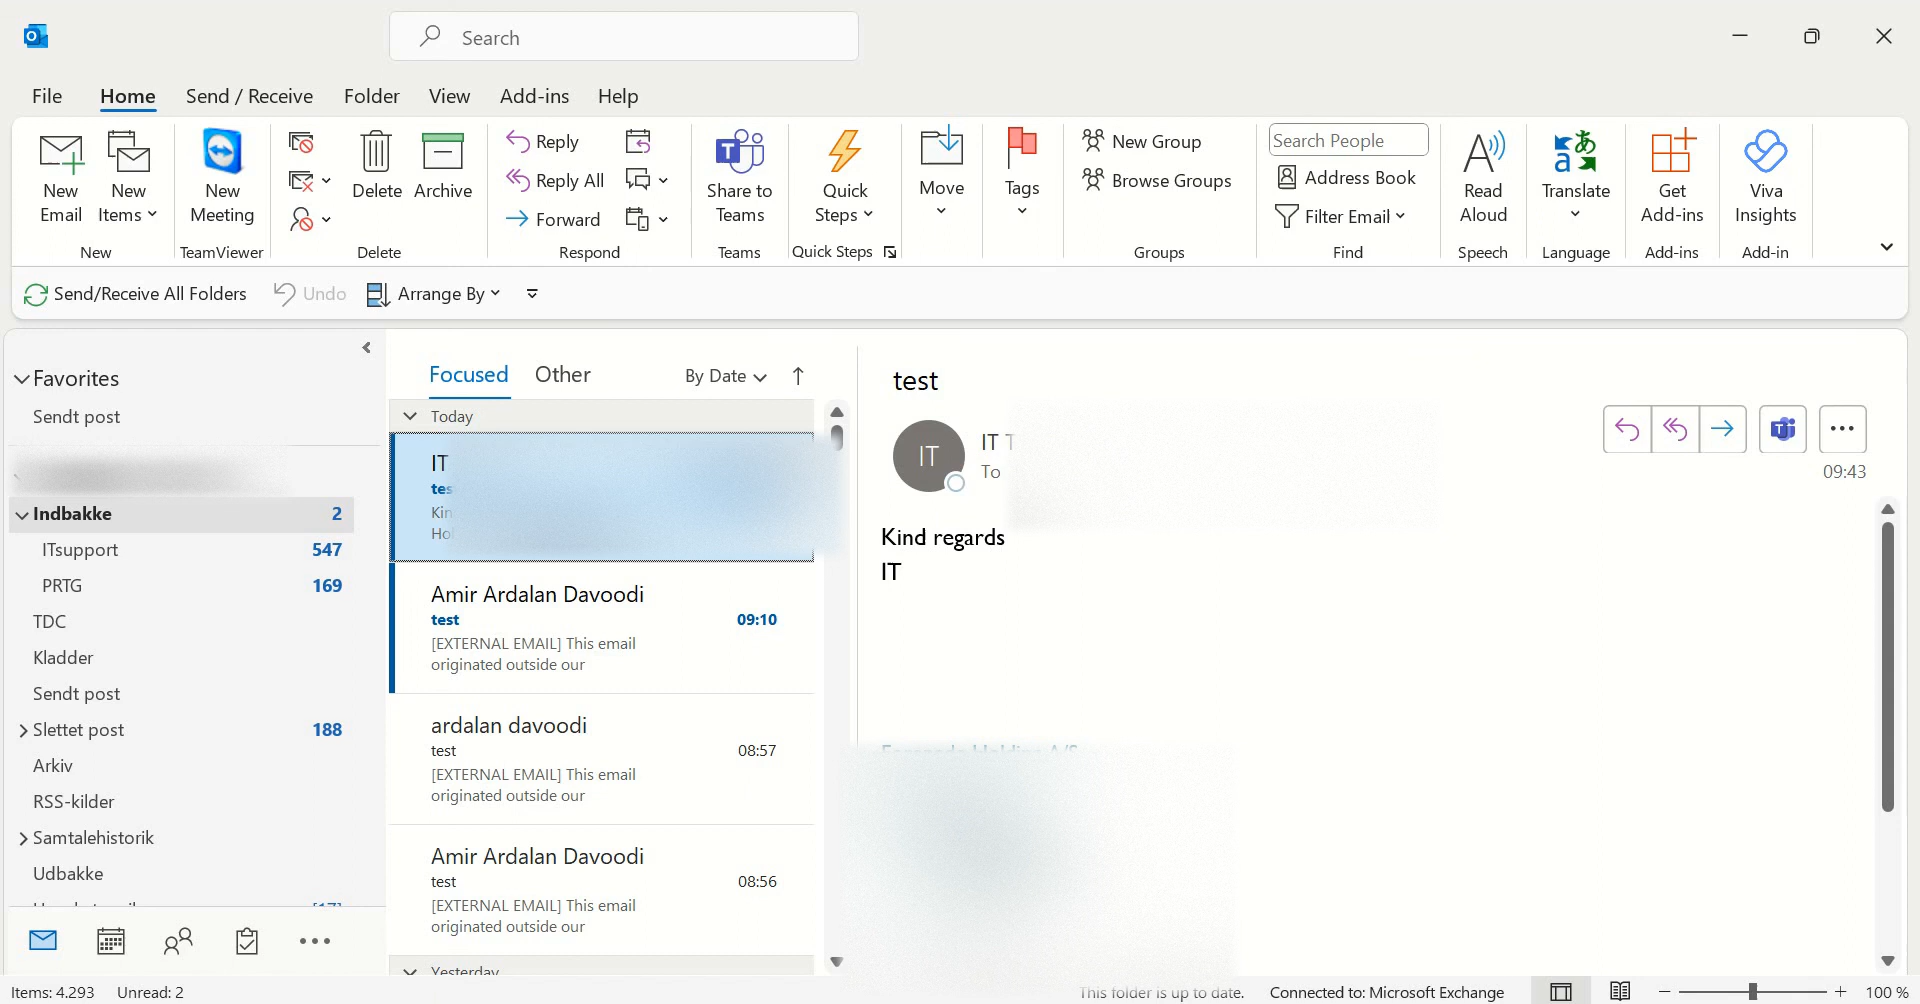 Search
File Home Send / Receive Folder View Add-ins Help
New Email
New Items
New
New Meeting
TeamViewer
Delete
Archive
Delete
Reply
Reply All
Forward
Respond
Share to Teams
Teams
Quick Steps
Quick Steps
Move
Tags
New Group
Browse Groups
Groups
Search People
Address Book
Filter Email
Find
Read Aloud
Speech
Translate
Language
Get Add-ins
Add-ins
Viva Insights
Add-in
Send/Receive All Folders Undo Arrange By
Favorites
Sendt post
Indbakke 2
ITsupport 547
PRTG 169
TDC
Kladder
Sendt post
Slettet post 188
Arkiv
RSS-kilder
Samtalehistorik
Udbakke
Focused Other By Date
Today
IT
Amir Ardalan Davoodi
test 09:10
[EXTERNAL EMAIL] This email
originated outside our
ardalan davoodi
test 08:57
[EXTERNAL EMAIL] This email
originated outside our
Amir Ardalan Davoodi
test 08:56
[EXTERNAL EMAIL] This email
originated outside our
Yesterday
test
IT
IT
To
09:43
Kind regards
IT
Items: 4.293 Unread: 2
This folder is up to date. Connected to: Microsoft Exchange 100 %